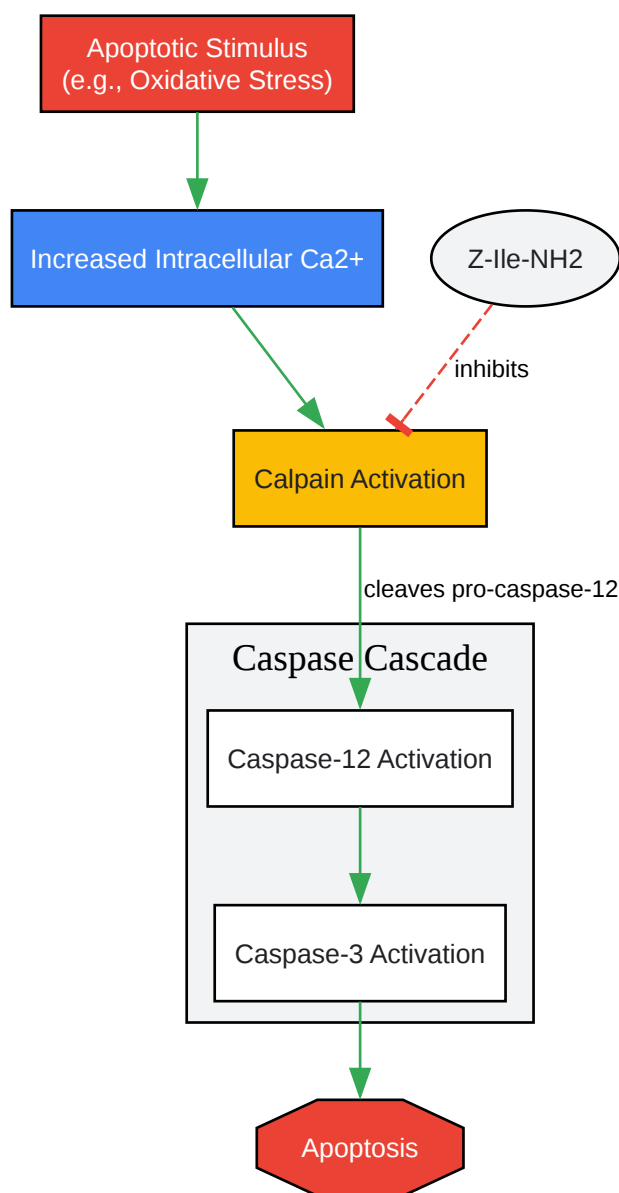 Apoptotic Stimulus
(e.g., Oxidative Stress)
Increased Intracellular Ca2+
Z-Ile-NH2
inhibits
Calpain Activation
cleaves pro-caspase-12
Caspase Cascade
Caspase-12 Activation
Caspase-3 Activation
Apoptosis